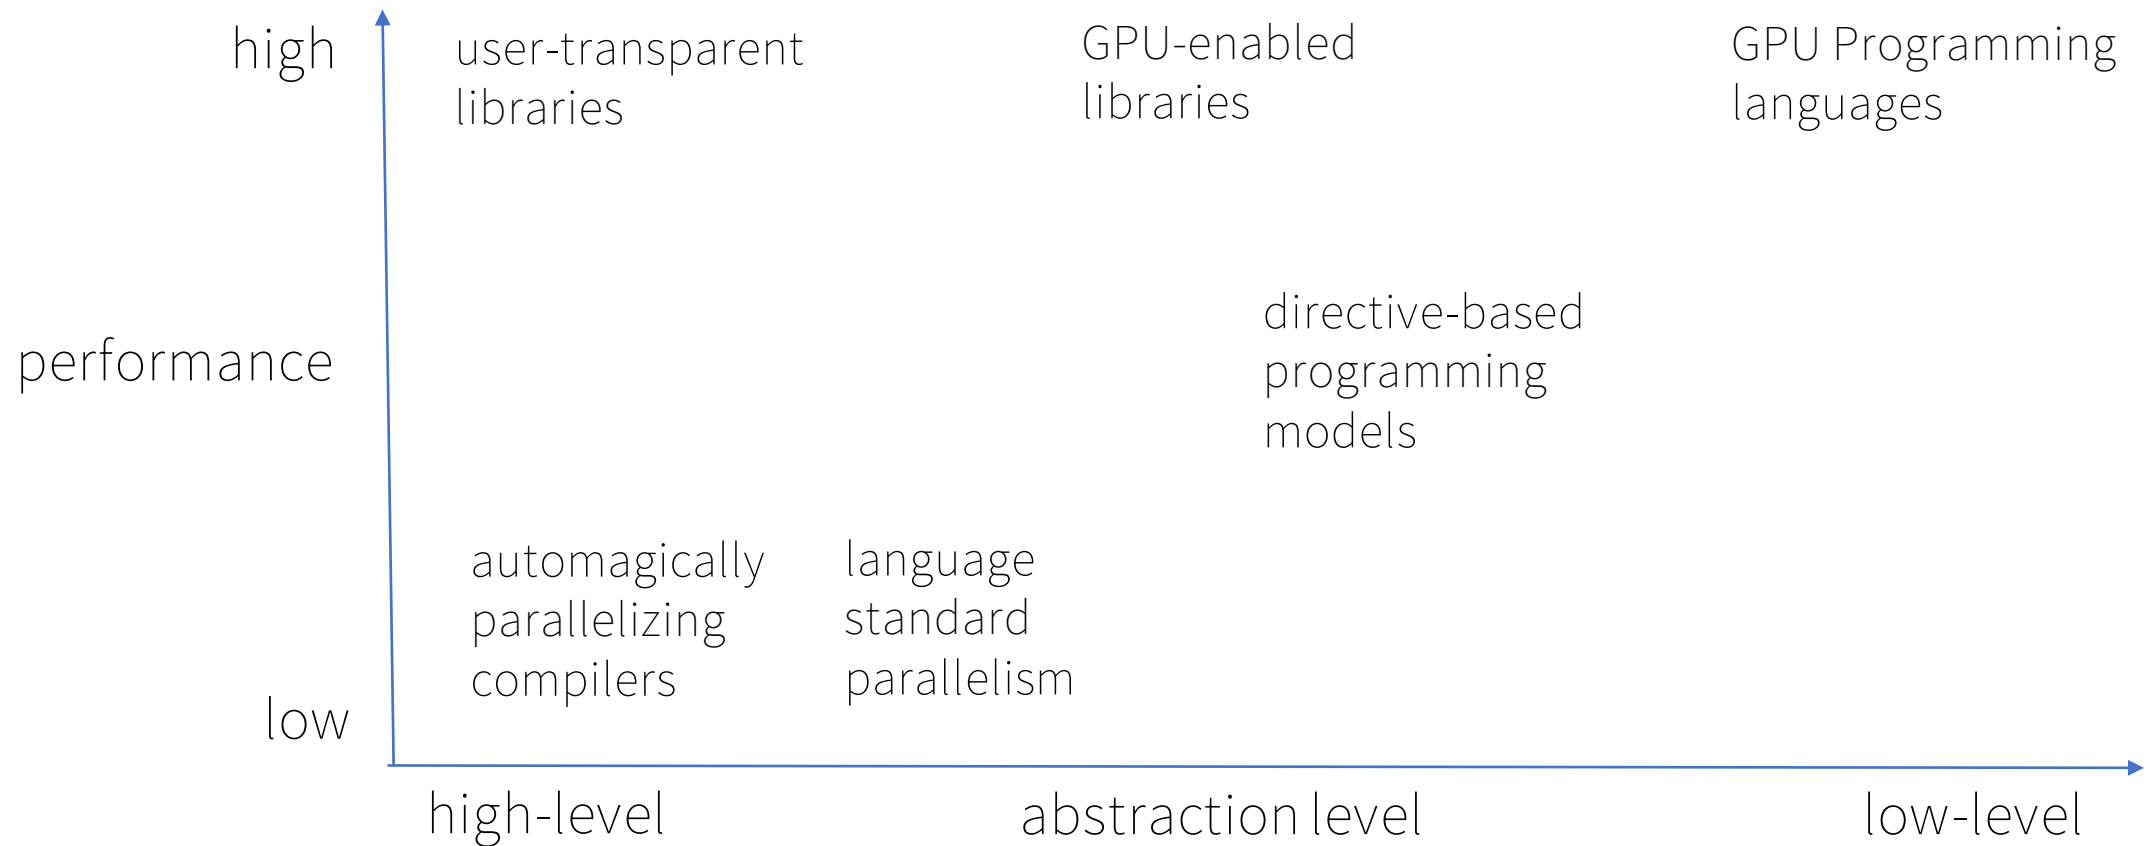 high
user-transparent
libraries
GPU-enabled
libraries
GPU Programming
languages
performance
directive-based
programming
models
automagically
parallelizing
compilers
language
standard
parallelism
low
high-level
abstraction level
low-level